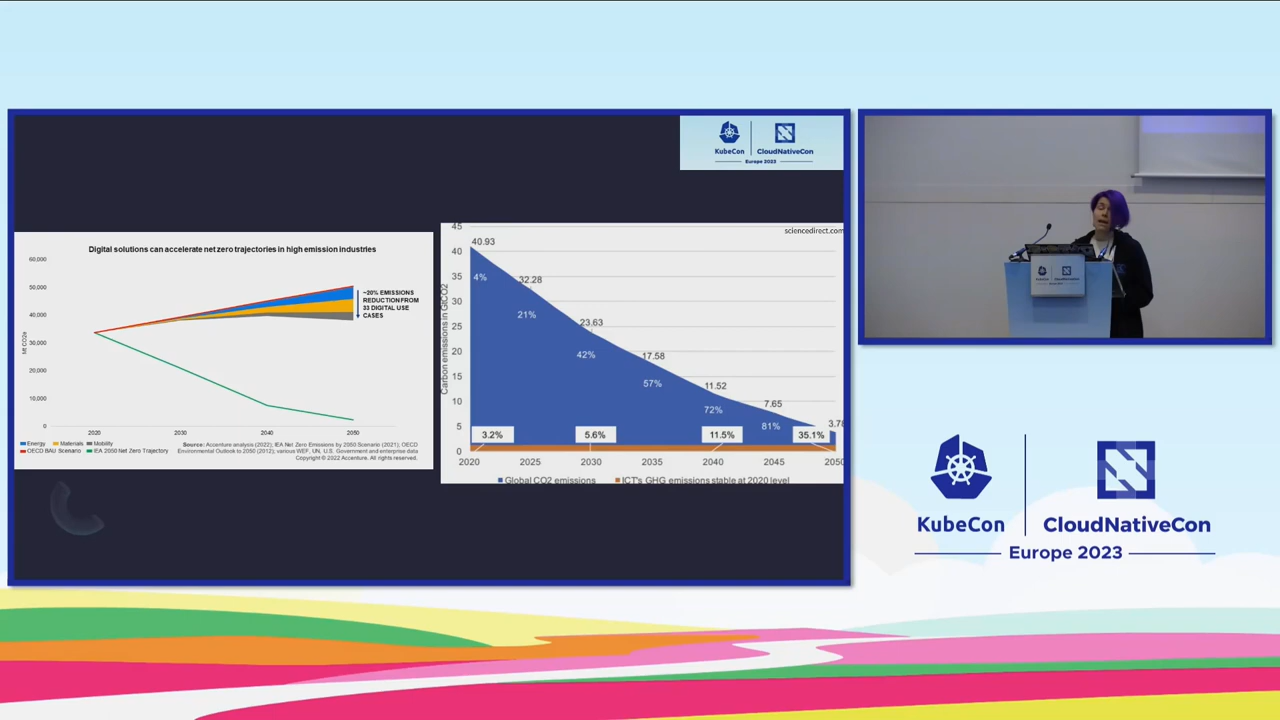 KubeCon
CloudNativeCon
Europe 2023
Digital solutions can accelerate net zero trajectories in high emission industries
60,000
50,000
40,000
30,000
20,000
10,000
0
Mt CO2e
~20% EMISSIONS
REDUCTION FROM
33 DIGITAL USE
CASES
2020
2030
2040
2050
Energy
Materials
Mobility
OECD BAU Scenario
IEA 2050 Net Zero Trajectory
Source: Accenture analysis (2022); IEA Net Zero Emissions by 2050 Scenario (2021); OECD
Environmental Outlook to 2050 (2012); various WEF, UN, U.S. Government and enterprise data
Copyright © 2022 Accenture. All rights reserved.
sciencedirect.com
Carbon emissions in GtCO2
45
40
35
30
25
20
15
10
5
0
40.93
32.28
23.63
17.58
11.52
7.65
3.78
4%
21%
42%
57%
72%
81%
3.2%
5.6%
11.5%
35.1%
2020
2025
2030
2035
2040
2045
2050
Global CO2 emissions
ICT's GHG emissions stable at 2020 level
KubeCon
CloudNativeCon
Europe 2023